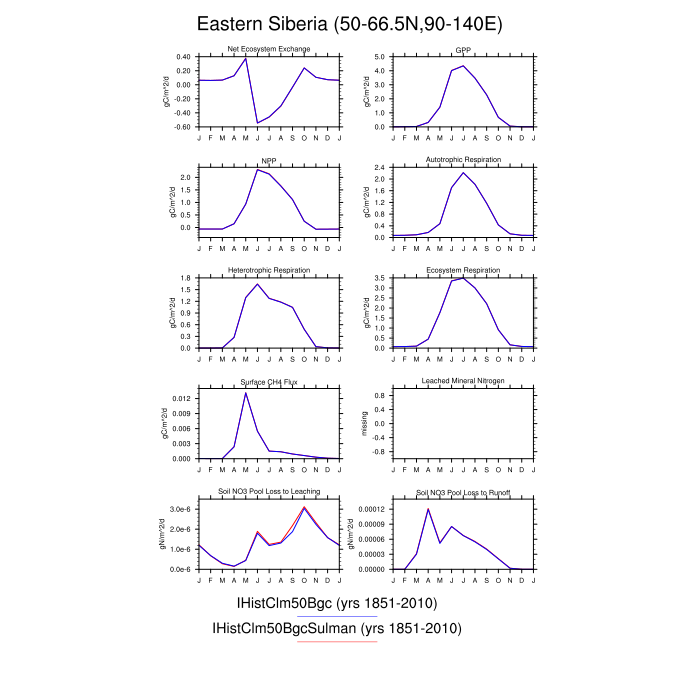 Eastern Siberia (50-66.5N,90-140E)
Net Ecosystem Exchange
GPP
gC/m^2/d
0.40
0.20
0.00
-0.20
-0.40
-0.60
J F M A M J J A S O N D J
gC/m^2/d
5.0
4.0
3.0
2.0
1.0
0.0
J F M A M J J A S O N D J
NPP
Autotrophic Respiration
gC/m^2/d
2.0
1.5
1.0
0.5
0.0
J F M A M J J A S O N D J
gC/m^2/d
2.4
2.0
1.6
1.2
0.8
0.4
0.0
J F M A M J J A S O N D J
Heterotrophic Respiration
Ecosystem Respiration
gC/m^2/d
1.8
1.5
1.2
0.9
0.6
0.3
0.0
J F M A M J J A S O N D J
gC/m^2/d
3.5
3.0
2.5
2.0
1.5
1.0
0.5
0.0
J F M A M J J A S O N D J
Surface CH4 Flux
Leached Mineral Nitrogen
gC/m^2/d
0.012
0.009
0.006
0.003
0.000
J F M A M J J A S O N D J
missing
0.8
0.4
0.0
-0.4
-0.8
J F M A M J J A S O N D J
Soil NO3 Pool Loss to Leaching
Soil NO3 Pool Loss to Runoff
gN/m^2/d
3.0e-6
2.0e-6
1.0e-6
0.0e-6
J F M A M J J A S O N D J
gN/m^2/d
0.00012
0.00009
0.00006
0.00003
0.00000
J F M A M J J A S O N D J
IHistClm50Bgc (yrs 1851-2010)
IHistClm50BgcSulman (yrs 1851-2010)